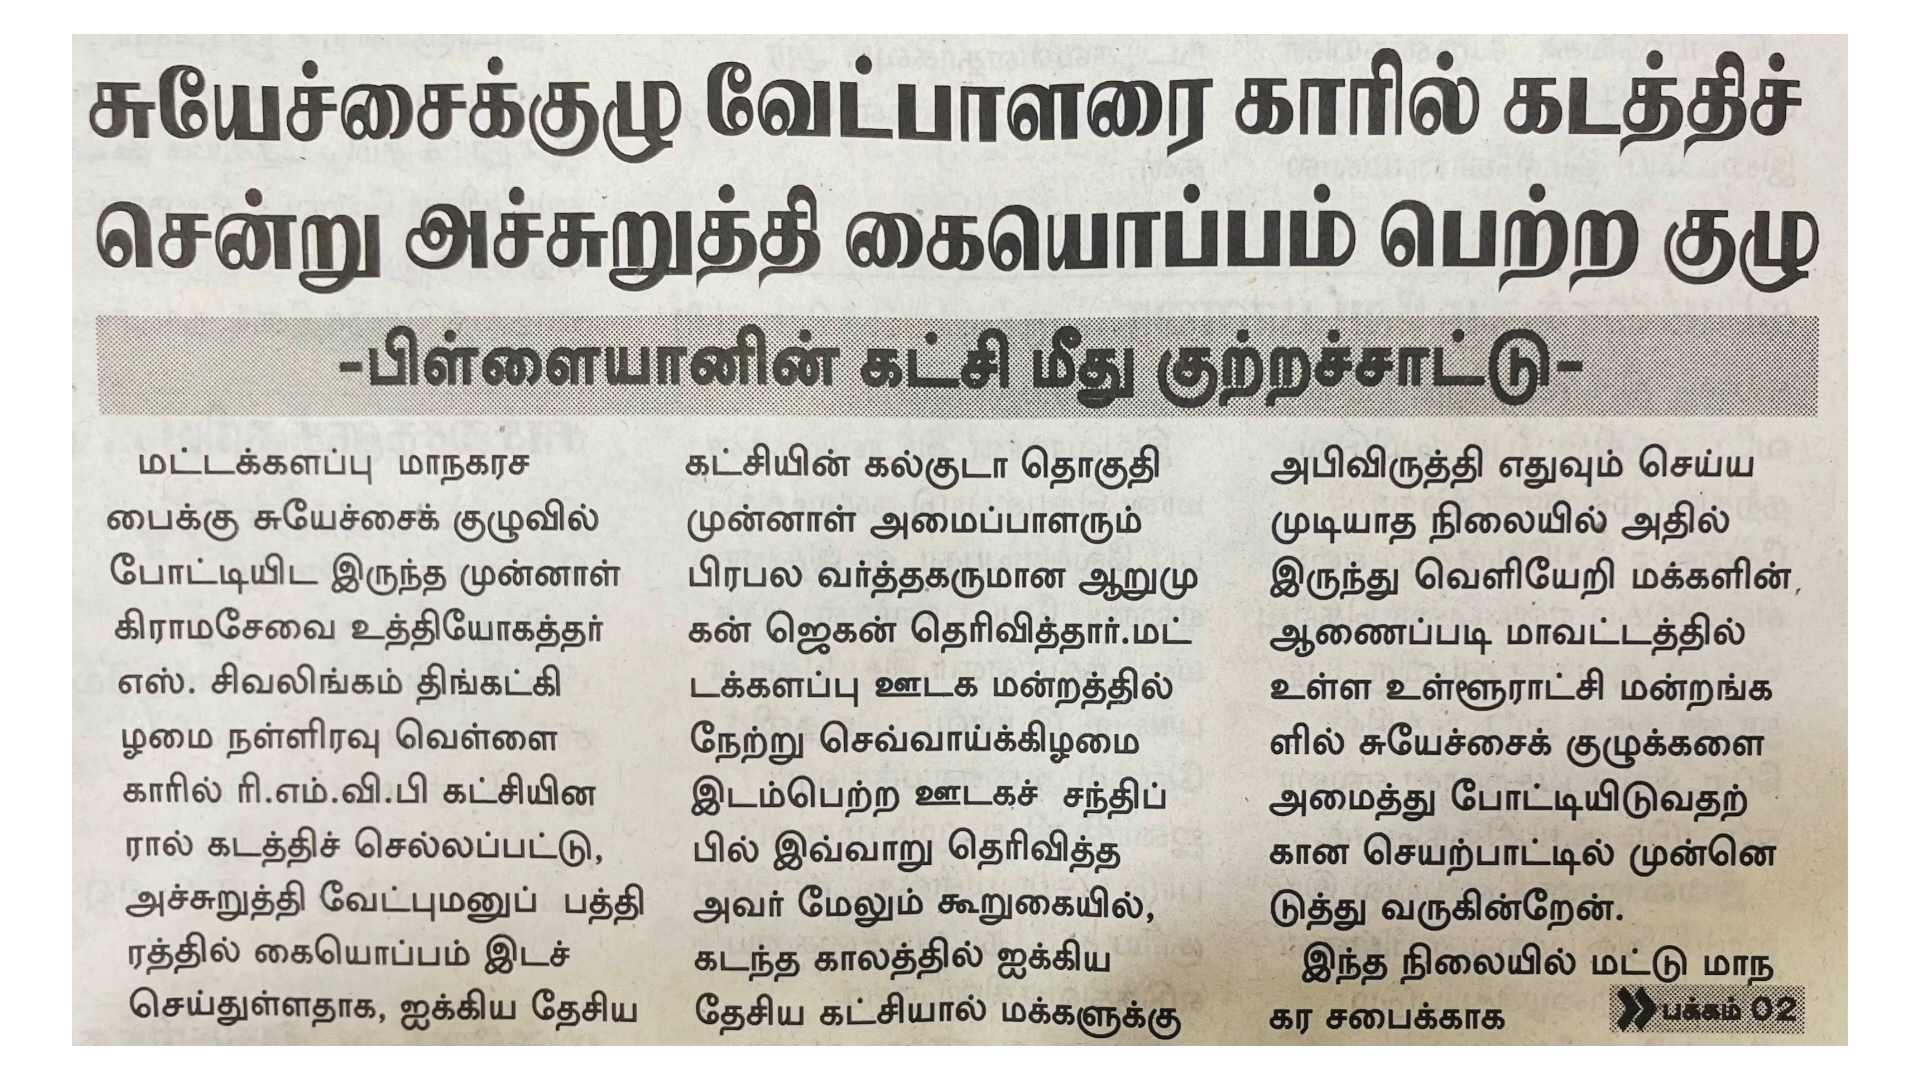 சுயேச்சைக்குழு வேட்பாளரை காரில் கடத்திச்
சென்று அச்சுறுத்தி கையொப்பம் பெற்ற குழு
-பிள்ளையானின் கட்சி மீது குற்றச்சாட்டு-
மட்டக்களப்பு மாநகரச
பைக்கு சுயேச்சைக் குழுவில்
போட்டியிட இருந்த முன்னாள்
கிராமசேவை உத்தியோகத்தர்
எஸ். சிவலிங்கம் திங்கட்கி
ழமை நள்ளிரவு வெள்ளை
காரில் ரி.எம்.வி.பி கட்சியின
ரால் கடத்திச் செல்லப்பட்டு,
அச்சுறுத்தி வேட்புமனுப் பத்தி
ரத்தில் கையொப்பம் இடச்
செய்துள்ளதாக, ஐக்கிய தேசிய
கட்சியின் கல்குடா தொகுதி
முன்னாள் அமைப்பாளரும்
பிரபல வர்த்தகருமான ஆறுமு
கன் ஜெகன் தெரிவித்தார்.மட்
டக்களப்பு ஊடக மன்றத்தில்
நேற்று செவ்வாய்க்கிழமை
இடம்பெற்ற ஊடகச் சந்திப்
பில் இவ்வாறு தெரிவித்த
அவர் மேலும் கூறுகையில்,
கடந்த காலத்தில் ஐக்கிய
தேசிய கட்சியால் மக்களுக்கு
அபிவிருத்தி எதுவும் செய்ய
முடியாத நிலையில் அதில்
இருந்து வெளியேறி மக்களின்
ஆணைப்படி மாவட்டத்தில்
உள்ள உள்ளூராட்சி மன்றங்க
ளில் சுயேச்சைக் குழுக்களை
அமைத்து போட்டியிடுவதற்
கான செயற்பாட்டில் முன்னெ
டுத்து வருகின்றேன்.
இந்த நிலையில் மட்டு மாந
கர சபைக்காக
பக்கம் 02